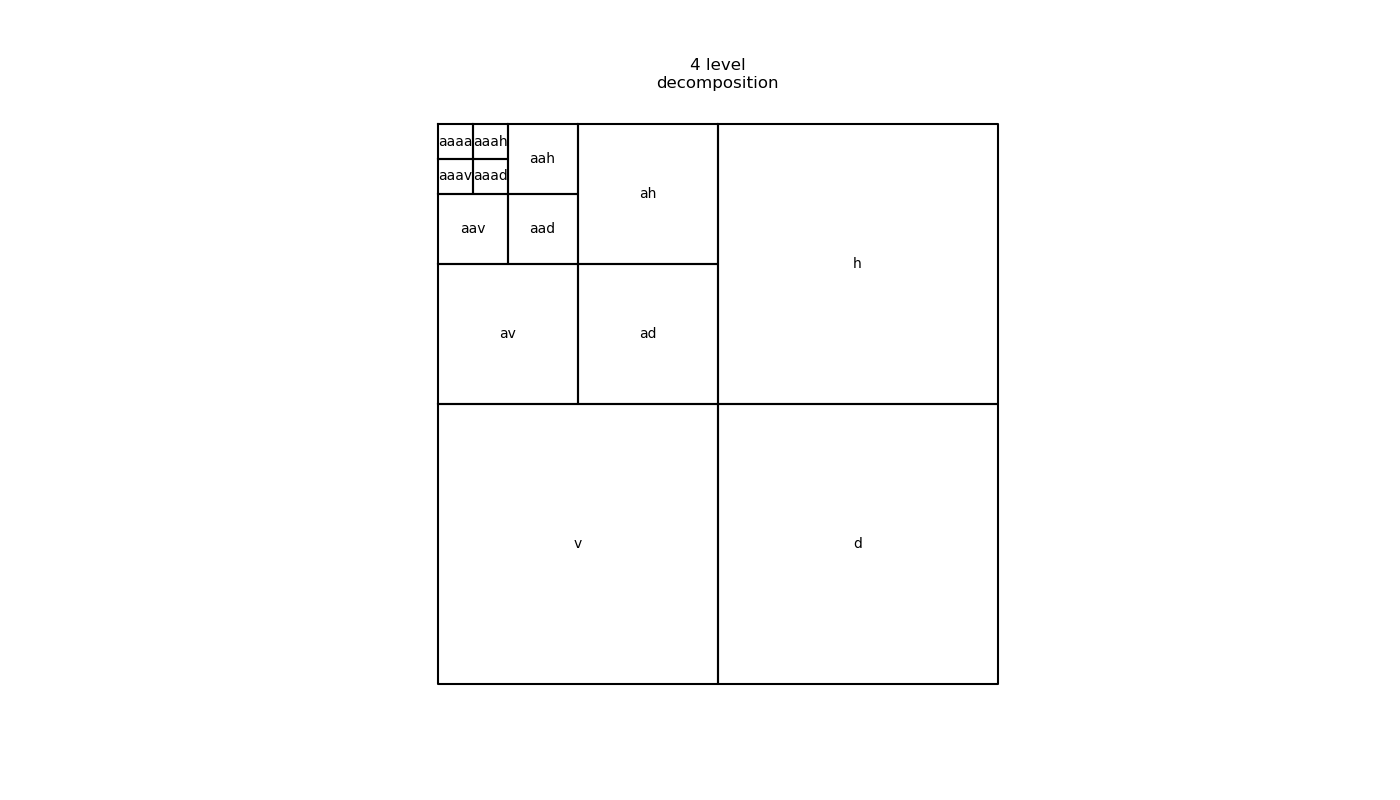 4 level
decomposition
aaaa aaah
aah
aaav aaad
ah
aav aad
h
av ad
v d